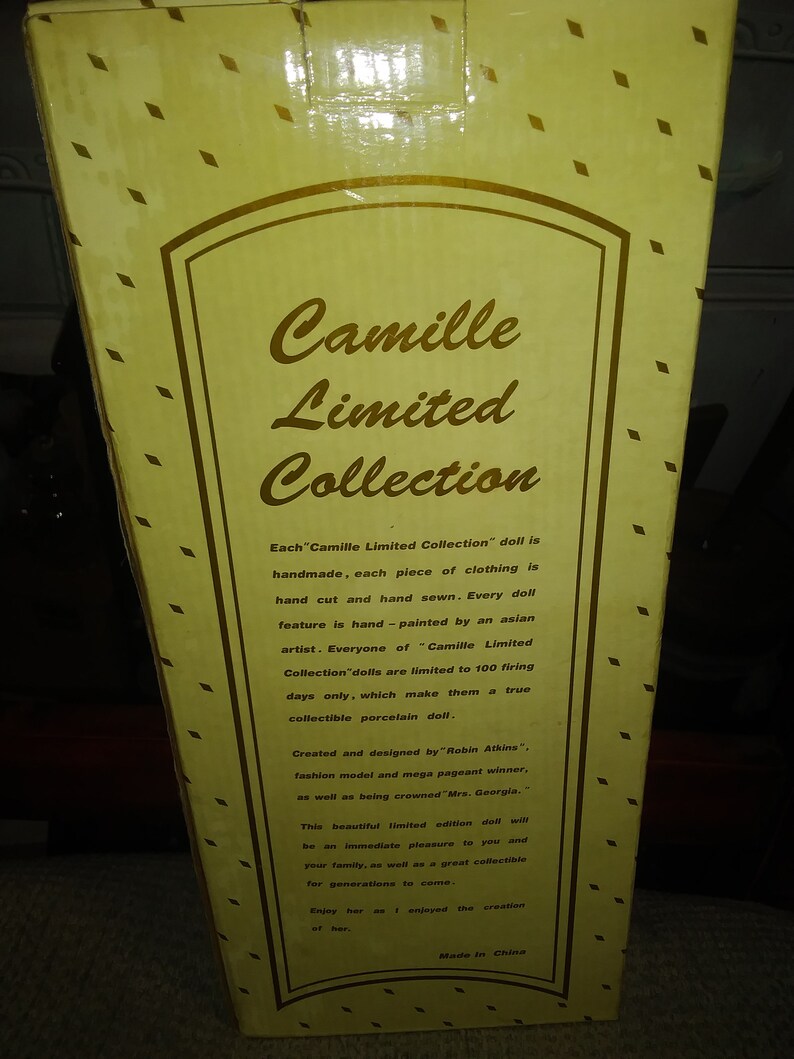 Camille
Limited
Collection
Each"Camille Limited Collection" doll is
handmade, each piece of clothing is
hand cut and hand sewn. Every doll
feature is hand-painted by an asian
artist. Everyone of "Camille Limited
Collection"dolls are limited to 100 firing
days only, which make them a true
collectible porcelain doll.
Created and designed by"Robin Atkins",
fashion model and mega pageant winner,
as well as being crowned"Mrs. Georgia."
This beautiful limited edition doll will
be an immediate pleasure to you and
your family, as well as a great collectible
for generations to come.
Enjoy her as I enjoyed the creation
of her.
Made In China